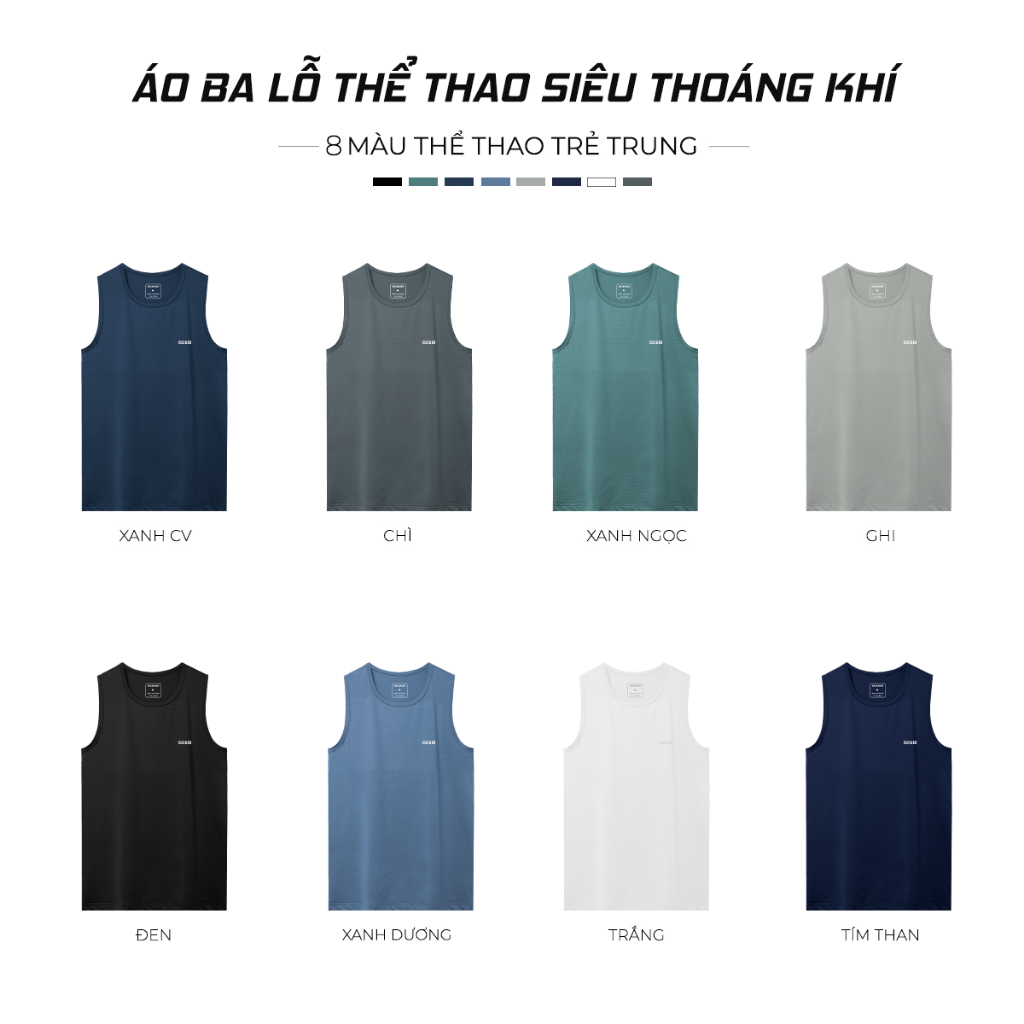 ÁO BA LỖ THỂ THAO SIÊU THOÁNG KHÍ
8 MÀU THỂ THAO TRẺ TRUNG
XANH CV
CHÌ
XANH NGỌC
GHI
ĐEN
XANH DƯƠNG
TRẮNG
TÍM THAN